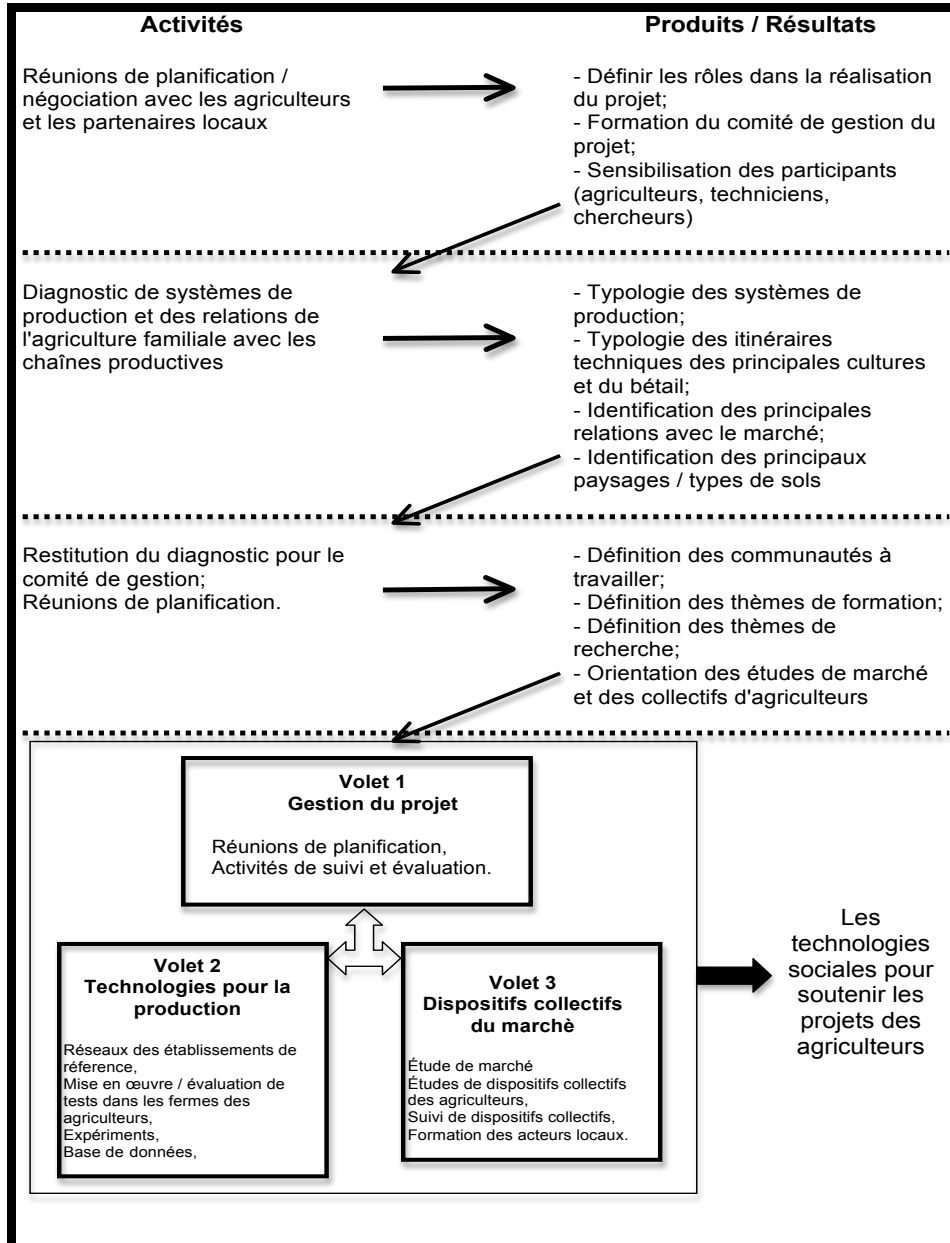 Activités
Produits / Résultats
Réunions de planification /
négociation avec les agriculteurs
et les partenaires locaux
- Définir les rôles dans la réalisation
du projet;
- Formation du comité de gestion du
projet;
- Sensibilisation des participants
(agriculteurs, techniciens,
chercheurs)
Diagnostic de systèmes de
production et des relations de
l'agriculture familiale avec les
chaînes productives
- Typologie des systèmes de
production;
- Typologie des itinéraires
techniques des principales cultures
et du bétail;
- Identification des principales
relations avec le marché;
- Identification des principaux
paysages / types de sols
Restitution du diagnostic pour le
comité de gestion;
Réunions de planification.
- Définition des communautés à
travailler;
- Définition des thèmes de formation;
- Définition des thèmes de
recherche;
- Orientation des études de marché
et des collectifs d'agriculteurs
Volet 1
Gestion du projet
Réunions de planification,
Activités de suivi et évaluation.
Volet 2
Technologies pour la
production
Réseaux des établissements de
réference,
Mise en œuvre / évaluation de
tests dans les fermes des
agriculteurs,
Expériments,
Base de données,
Volet 3
Dispositifs collectifs
du marchè
Étude de marché
Études de dispositifs collectifs
des agriculteurs,
Suivi de dispositifs collectifs,
Formation des acteurs locaux.
Les
technologies
sociales pour
soutenir les
projets des
agriculteurs